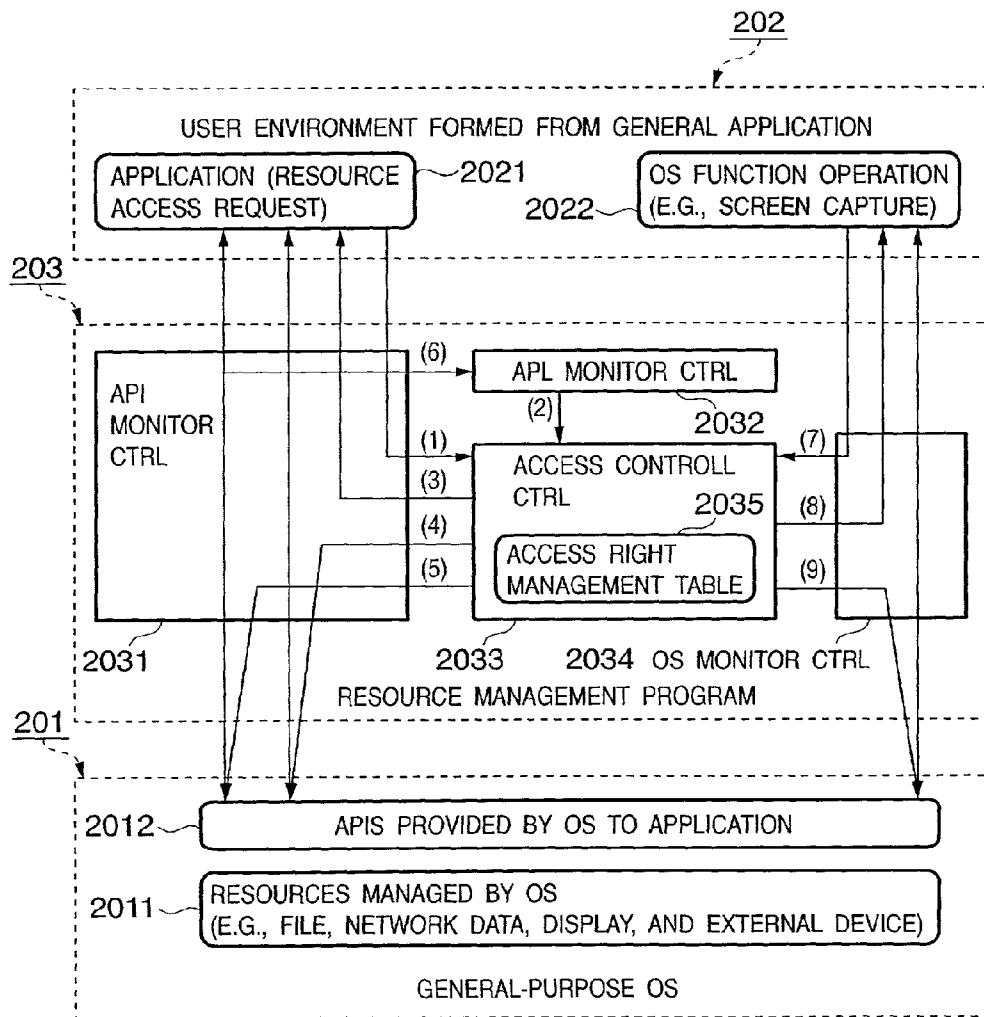 202
USER ENVIRONMENT FORMED FROM GENERAL APPLICATION
APPLICATION (RESOURCE
ACCESS REQUEST)
2021
OS FUNCTION OPERATION
(E.G., SCREEN CAPTURE)
2022
203
API
MONITOR
CTRL
(6)
APL MONITOR CTRL
(2)
2032
(1)
ACCESS CONTROLL
CTRL
(7)
(3)
2035
(8)
(4)
ACCESS RIGHT
MANAGEMENT TABLE
(5)
(9)
2031
2033
2034 OS MONITOR CTRL
RESOURCE MANAGEMENT PROGRAM
201
2012
APIS PROVIDED BY OS TO APPLICATION
2011
RESOURCES MANAGED BY OS
(E.G., FILE, NETWORK DATA, DISPLAY, AND EXTERNAL DEVICE)
GENERAL-PURPOSE OS